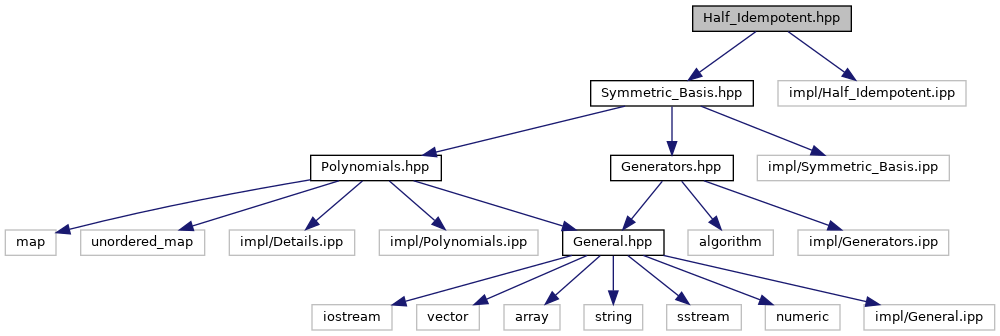 Half_Idempotent.hpp
Symmetric_Basis.hpp
impl/Half_Idempotent.ipp
Polynomials.hpp
Generators.hpp
impl/Symmetric_Basis.ipp
map
unordered_map
impl/Details.ipp
impl/Polynomials.ipp
General.hpp
algorithm
impl/Generators.ipp
iostream
vector
array
string
sstream
numeric
impl/General.ipp